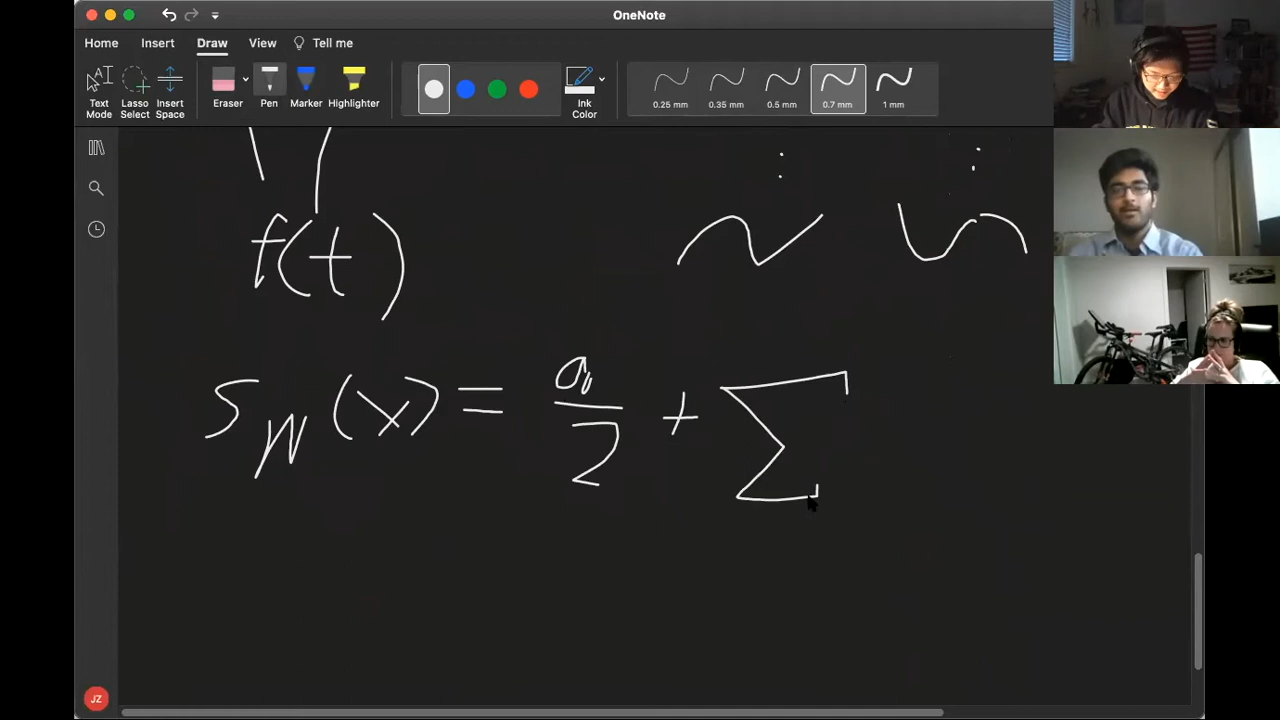 OneNote
Home Insert Draw View Tell me
Text Mode Lasso Select Insert Space Eraser Pen Marker Highlighter Ink Color 0.25 mm 0.35 mm 0.5 mm 0.7 mm 1 mm
f(t)
S_N(x) = a_0/2 + Σ
JZ